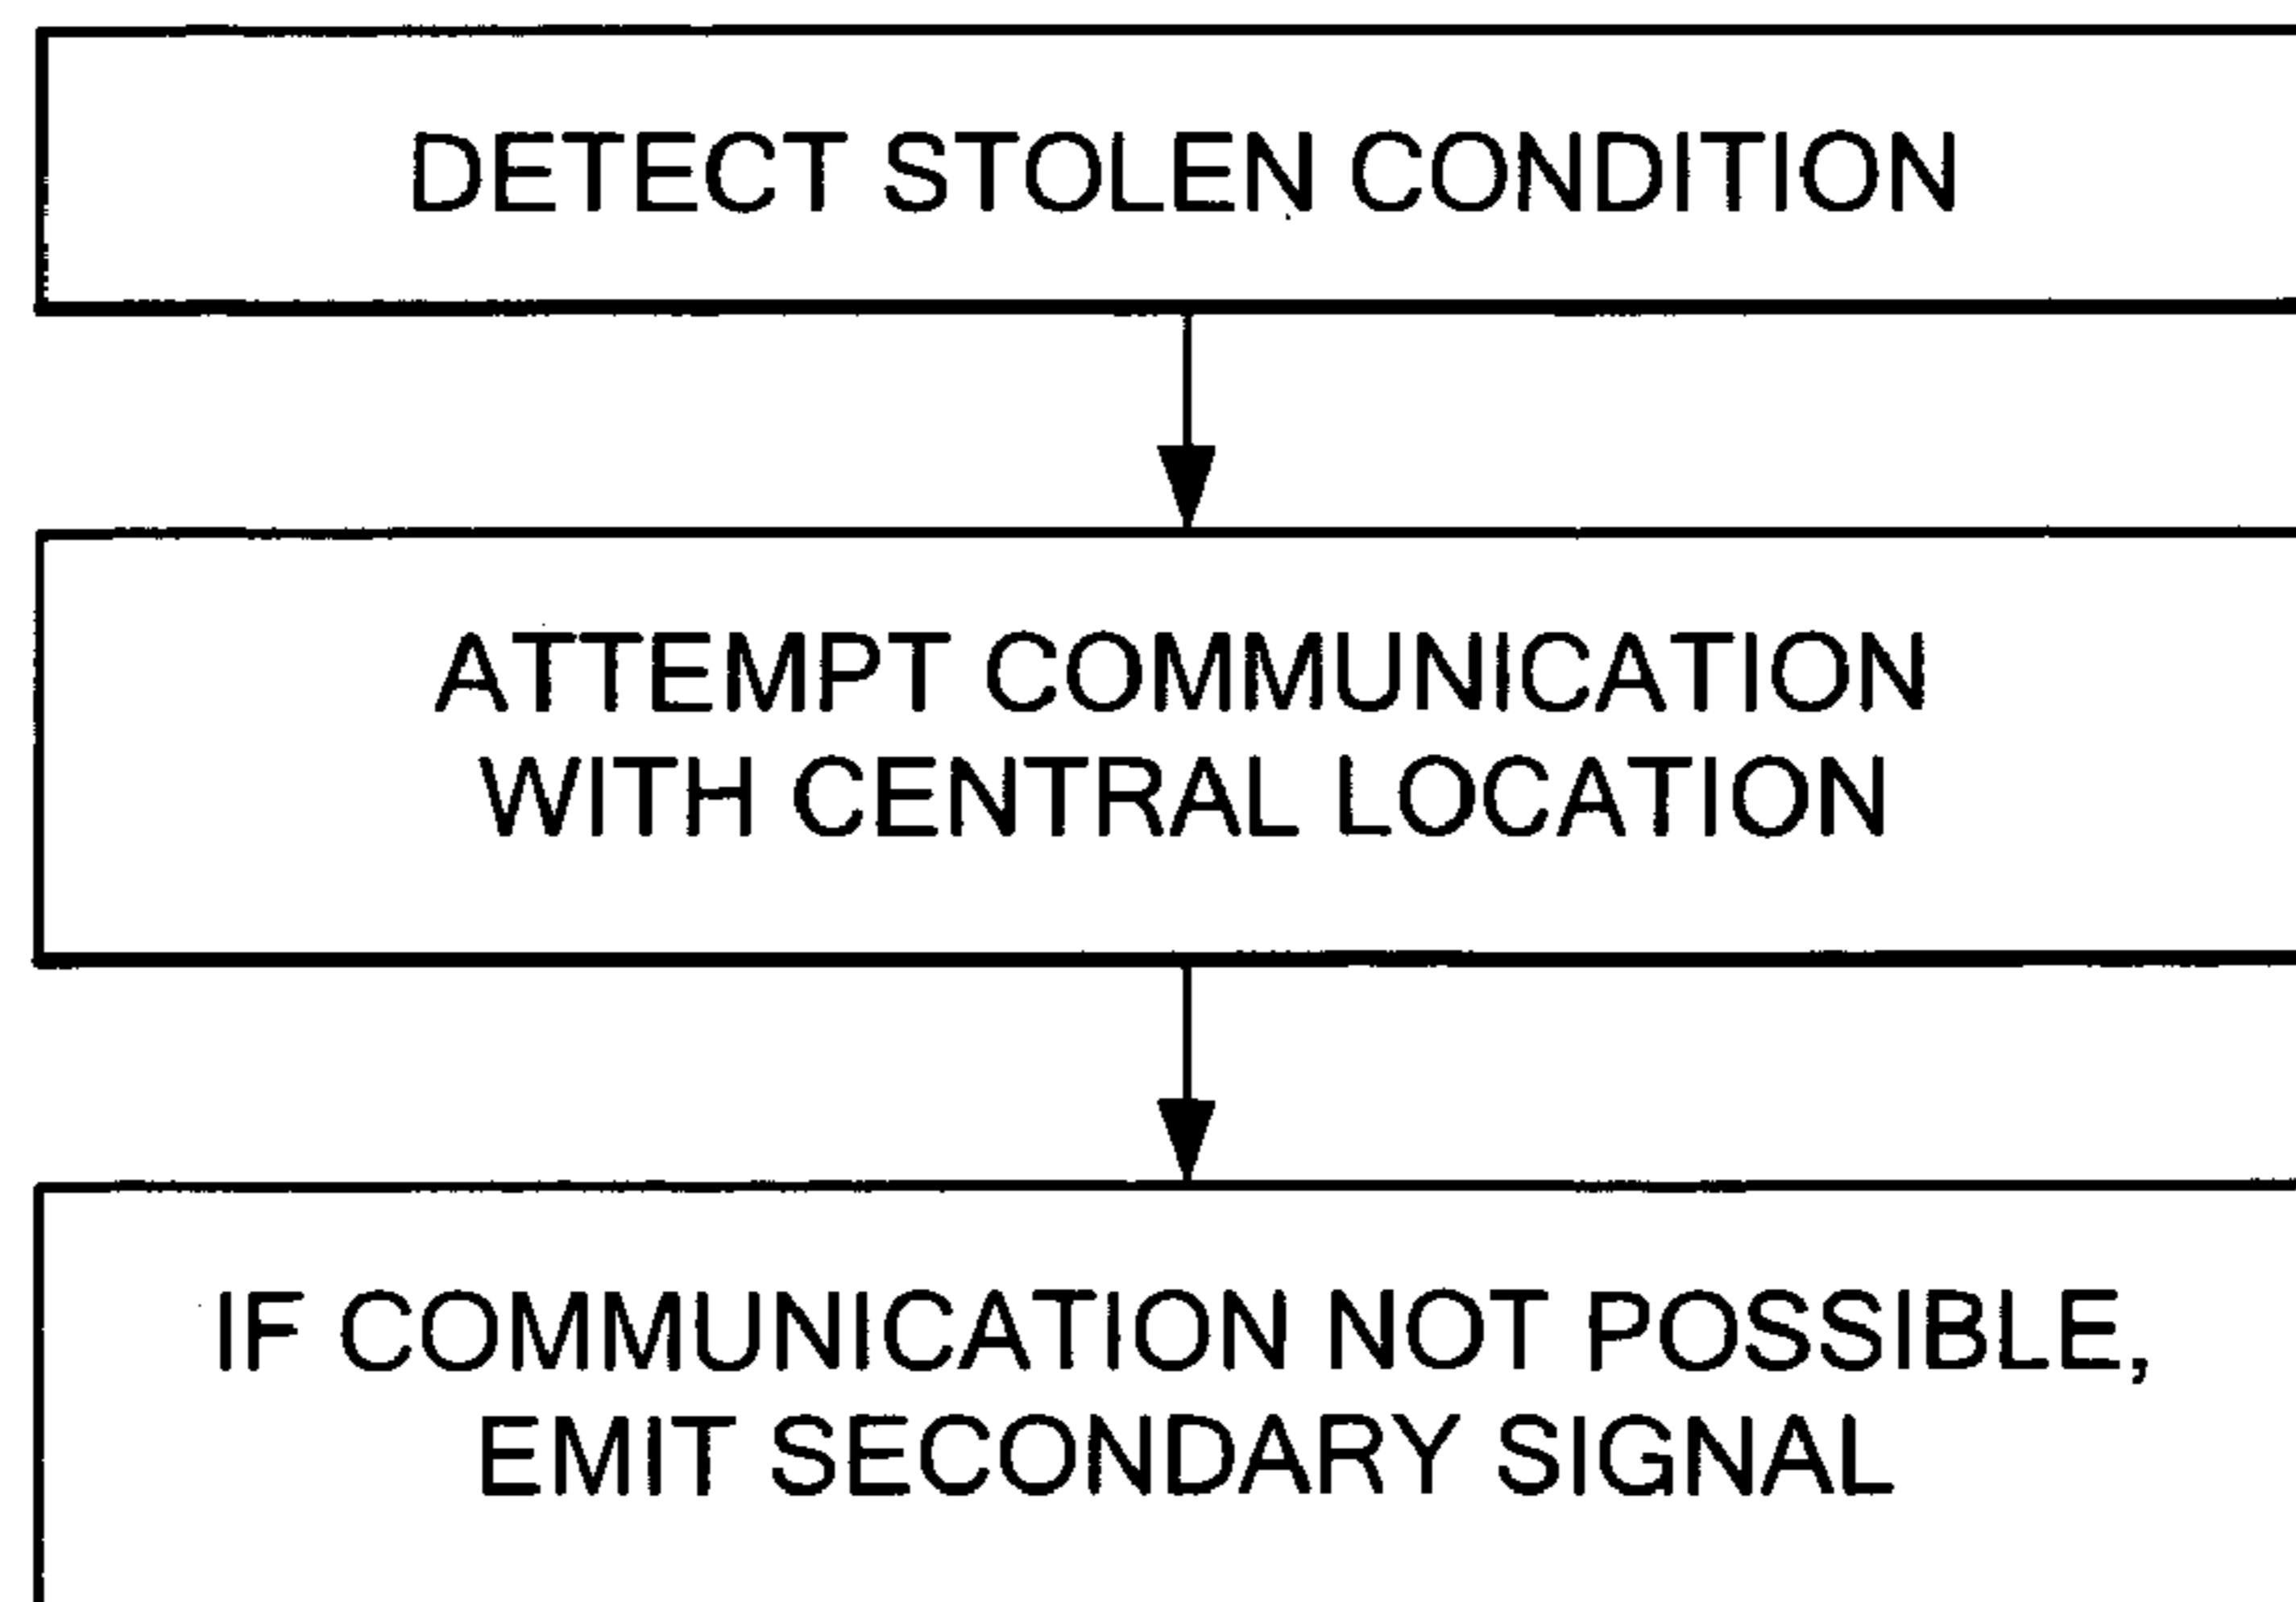 DETECT STOLEN CONDITION
ATTEMPT COMMUNICATION
WITH CENTRAL LOCATION
IF COMMUNICATION NOT POSSIBLE,
EMIT SECONDARY SIGNAL